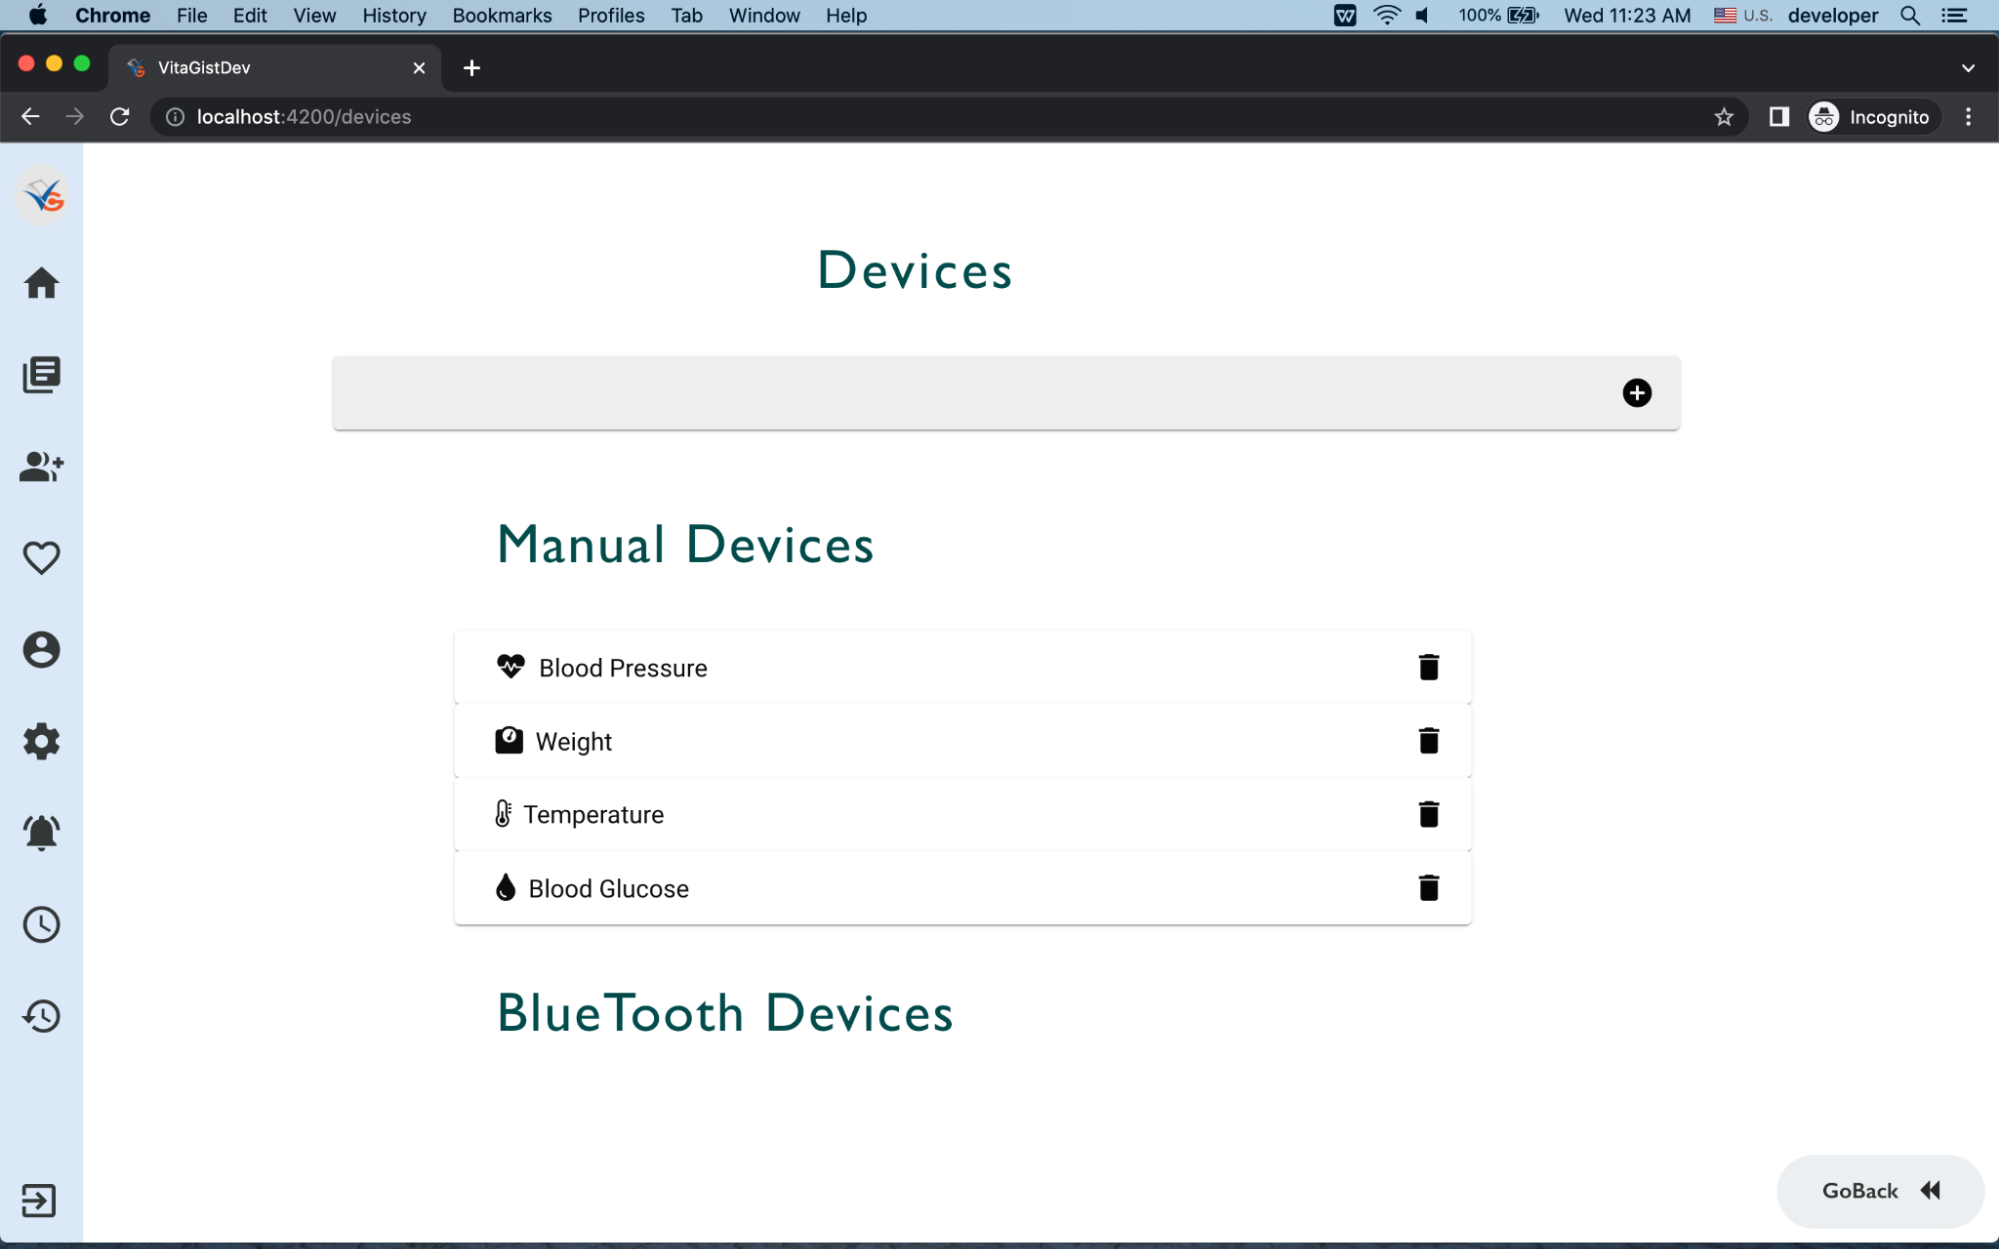 Chrome File Edit View History Bookmarks Profiles Tab Window Help 100% Wed 11:23 AM U.S. developer
VitaGistDev
localhost:4200/devices Incognito
Devices
Manual Devices
Blood Pressure
Weight
Temperature
Blood Glucose
BlueTooth Devices
GoBack